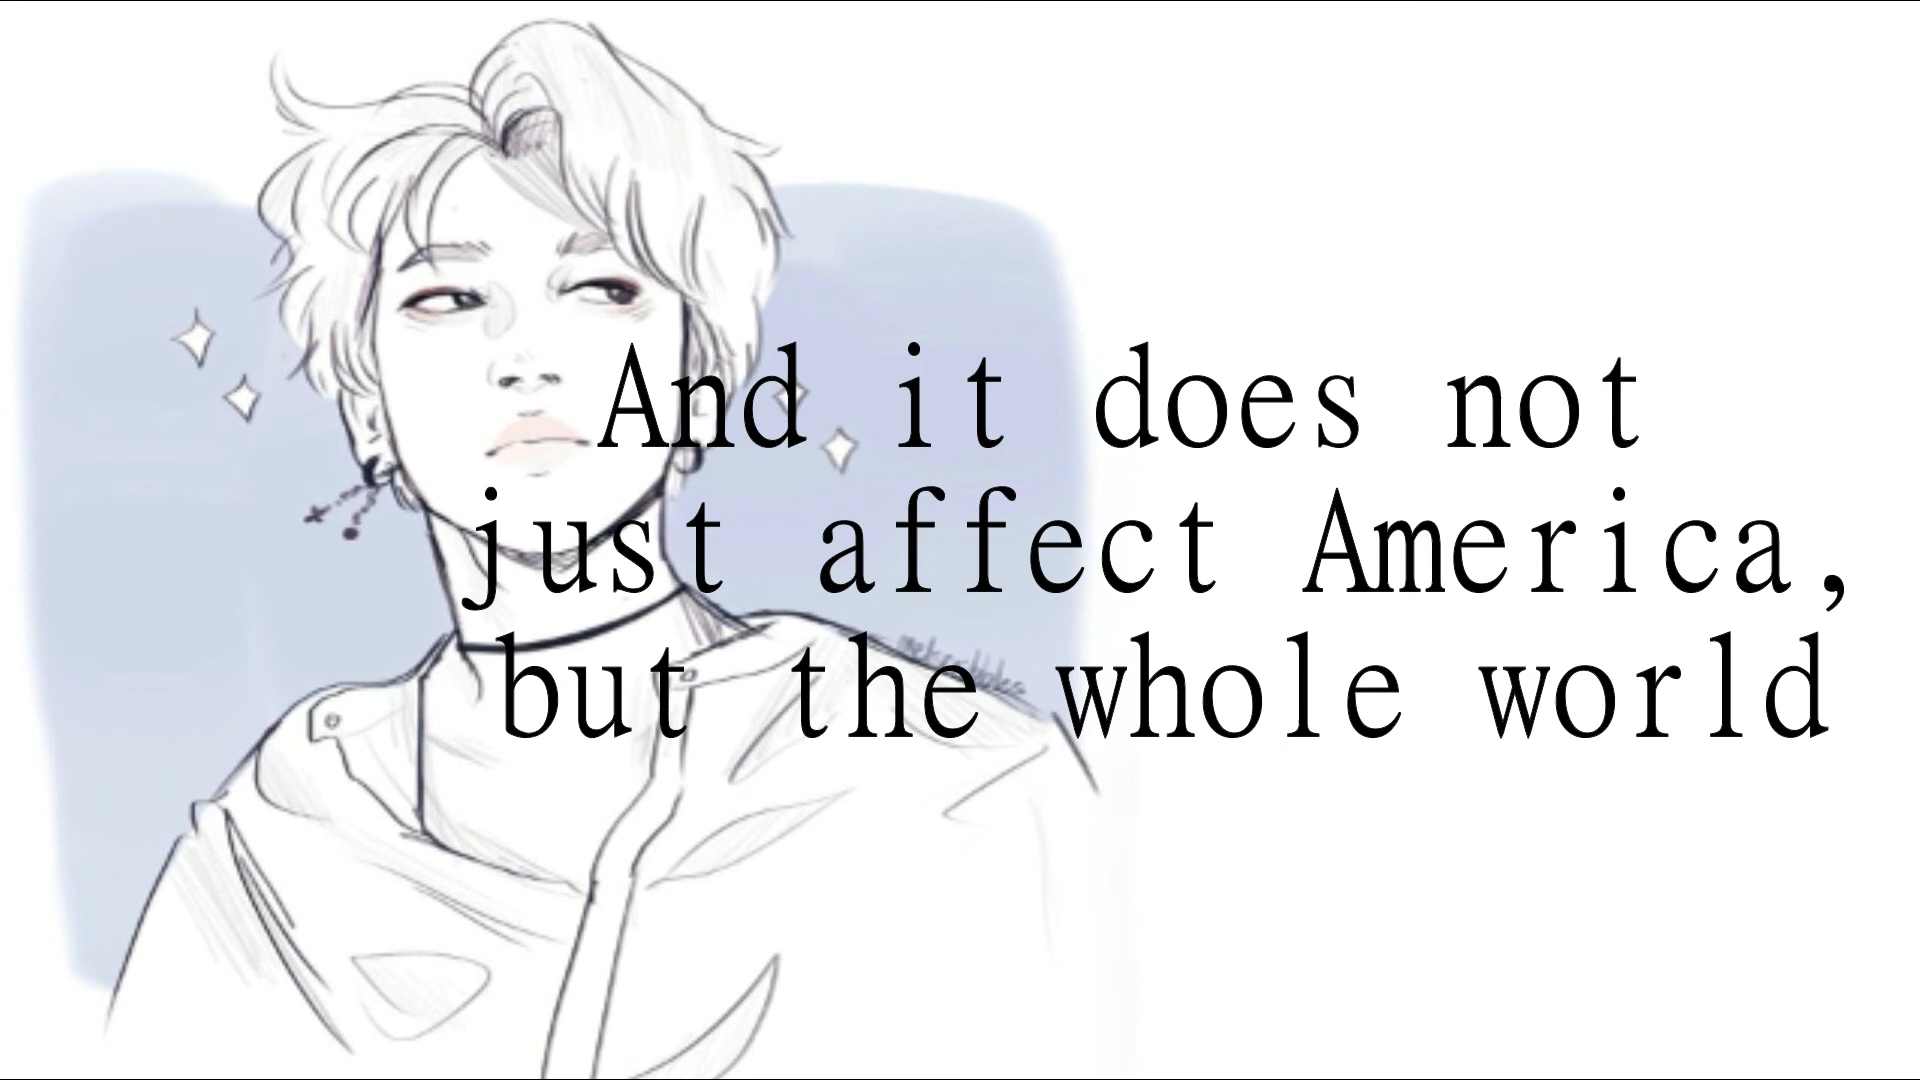 And it does not
just affect America,
but the whole world